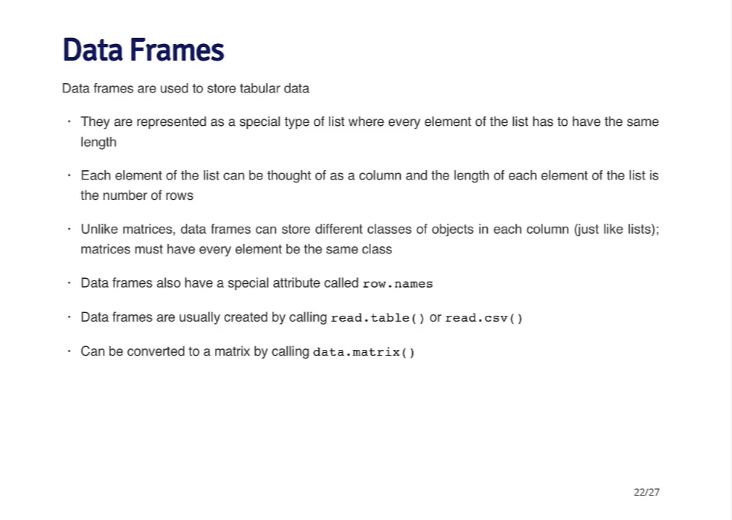 Data Frames
Data frames are used to store tabular data
· They are represented as a special type of list where every element of the list has to have the same
length
· Each element of the list can be thought of as a column and the length of each element of the list is
the number of rows
· Unlike matrices, data frames can store different classes of objects in each column (just like lists);
matrices must have every element be the same class
· Data frames also have a special attribute called row.names
· Data frames are usually created by calling read.table() or read.csv()
· Can be converted to a matrix by calling data.matrix()
22/27